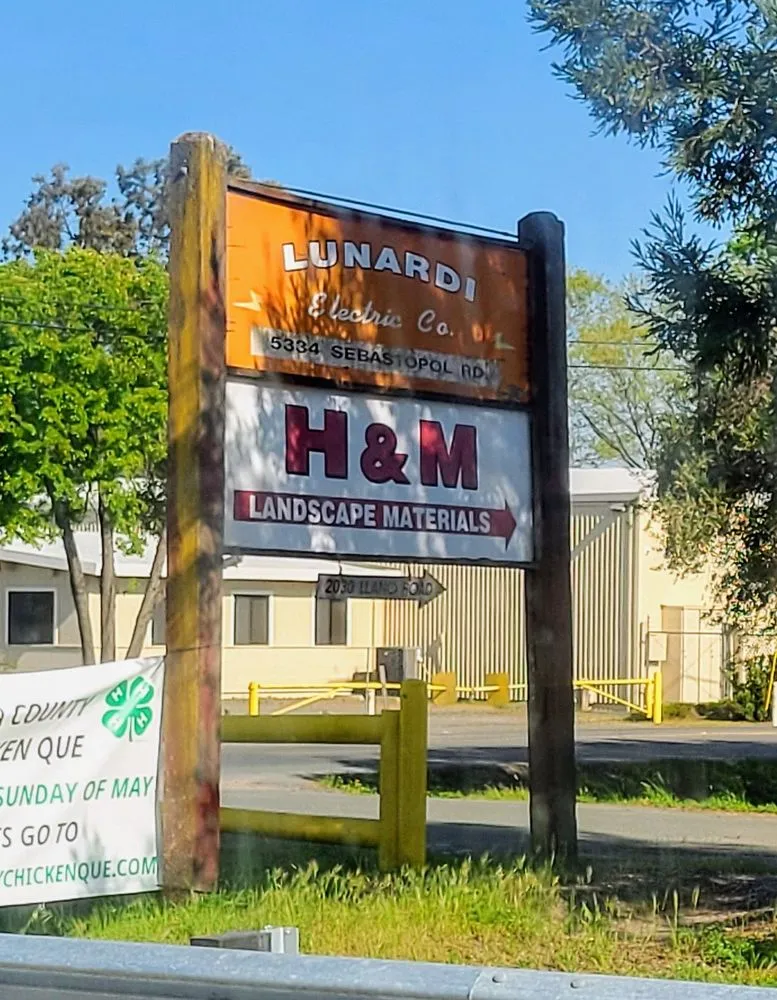 LUNARDI
Electric Co.
5334 SEBASTOPOL RD.
H&M
LANDSCAPE MATERIALS
2030 LLANO ROAD
COUNTY
EN QUE
H H
H H
SUNDAY OF MAY
S GO TO
YCHICKENQUE.COM